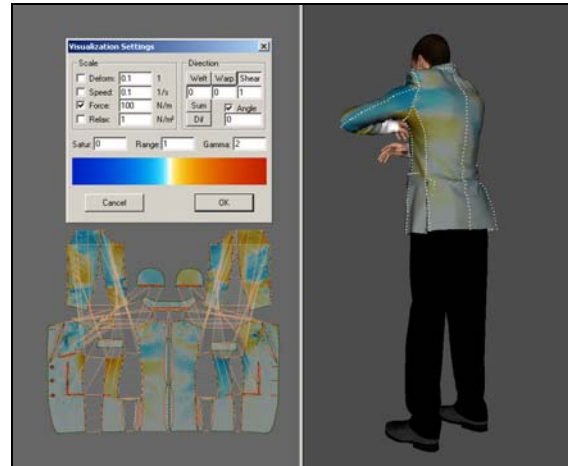 Visualization Settings
Scale
Direction
Deform: 0.1 1
Weft Warp Shear
Speed: 0.1 1/s
0 0 1
Force: 100 N/m
Sum Angle
Relax: 1 N/m²
Dif 0
Satur: 0 Range: 1 Gamma: 2
Cancel OK